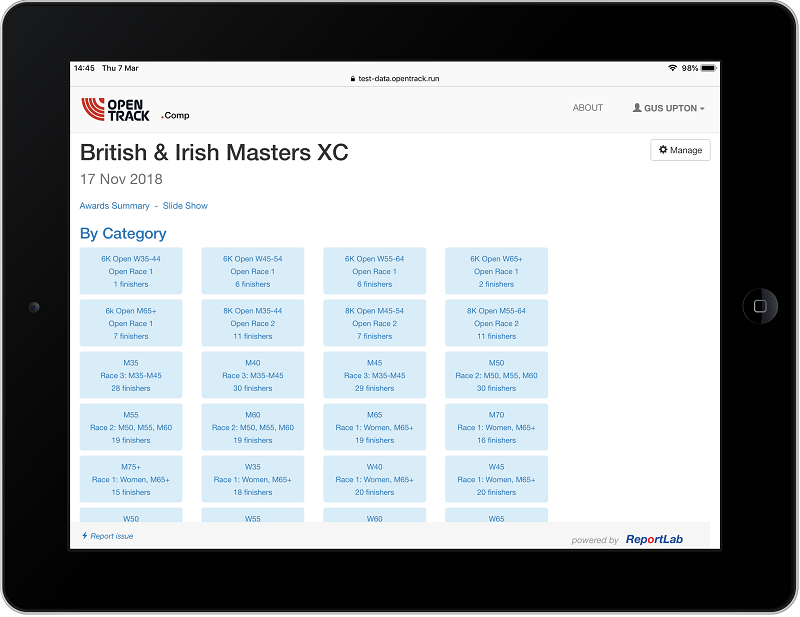 14:45 Thu 7 Mar
98%
test-data.opentrack.run
OPEN
TRACK
.Comp
ABOUT
GUS UPTON
British & Irish Masters XC
Manage
17 Nov 2018
Awards Summary - Slide Show
By Category
6K Open W35-44
Open Race 1
1 finishers
6K Open W45-54
Open Race 1
6 finishers
6K Open W55-64
Open Race 1
6 finishers
6K Open W65+
Open Race 1
2 finishers
6k Open M65+
Open Race 1
7 finishers
8K Open M35-44
Open Race 2
11 finishers
8K Open M45-54
Open Race 2
7 finishers
8K Open M55-64
Open Race 2
11 finishers
M35
Race 3: M35-M45
28 finishers
M40
Race 3: M35-M45
30 finishers
M45
Race 3: M35-M45
29 finishers
M50
Race 2: M50, M55, M60
30 finishers
M55
Race 2: M50, M55, M60
19 finishers
M60
Race 2: M50, M55, M60
19 finishers
M65
Race 1: Women, M65+
19 finishers
M70
Race 1: Women, M65+
16 finishers
M75+
Race 1: Women, M65+
15 finishers
W35
Race 1: Women, M65+
18 finishers
W40
Race 1: Women, M65+
20 finishers
W45
Race 1: Women, M65+
20 finishers
W50
W55
W60
W65
Report issue
powered by ReportLab